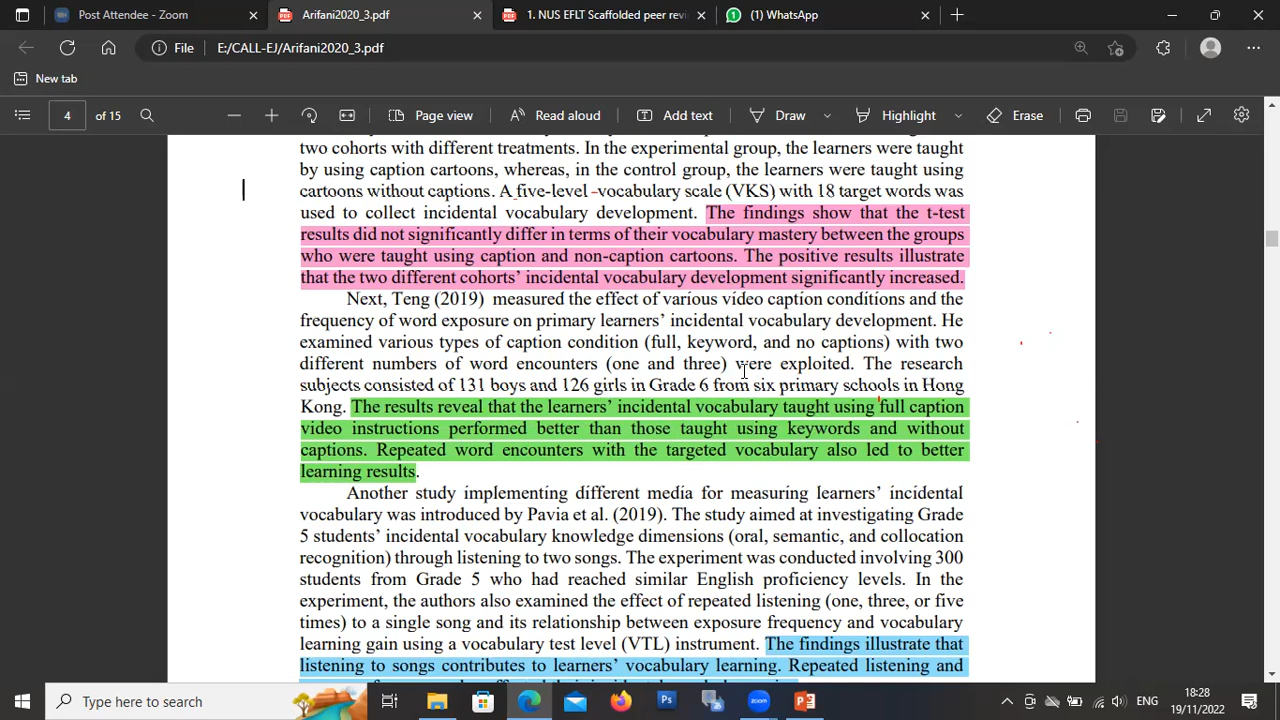 Post Attendee - Zoom
Arifani2020_3.pdf
1. NUS EFLT Scaffolded peer revi
(1) WhatsApp
File
E:/CALL-EJ/Arifani2020_3.pdf
New tab
4
of 15
Page view
Read aloud
Add text
Draw
Highlight
Erase
two cohorts with different treatments. In the experimental group, the learners were taught
by using caption cartoons, whereas, in the control group, the learners were taught using
cartoons without captions. A five-level –vocabulary scale (VKS) with 18 target words was
used to collect incidental vocabulary development. The findings show that the t-test
results did not significantly differ in terms of their vocabulary mastery between the groups
who were taught using caption and non-caption cartoons. The positive results illustrate
that the two different cohorts’ incidental vocabulary development significantly increased.
Next, Teng (2019) measured the effect of various video caption conditions and the
frequency of word exposure on primary learners’ incidental vocabulary development. He
examined various types of caption condition (full, keyword, and no captions) with two
different numbers of word encounters (one and three) were exploited. The research
subjects consisted of 131 boys and 126 girls in Grade 6 from six primary schools in Hong
Kong. The results reveal that the learners’ incidental vocabulary taught using full caption
video instructions performed better than those taught using keywords and without
captions. Repeated word encounters with the targeted vocabulary also led to better
learning results.
Another study implementing different media for measuring learners’ incidental
vocabulary was introduced by Pavia et al. (2019). The study aimed at investigating Grade
5 students’ incidental vocabulary knowledge dimensions (oral, semantic, and collocation
recognition) through listening to two songs. The experiment was conducted involving 300
students from Grade 5 who had reached similar English proficiency levels. In the
experiment, the authors also examined the effect of repeated listening (one, three, or five
times) to a single song and its relationship between exposure frequency and vocabulary
learning gain using a vocabulary test level (VTL) instrument. The findings illustrate that
listening to songs contributes to learners’ vocabulary learning. Repeated listening and
Type here to search
ENG
18:28
19/11/2022